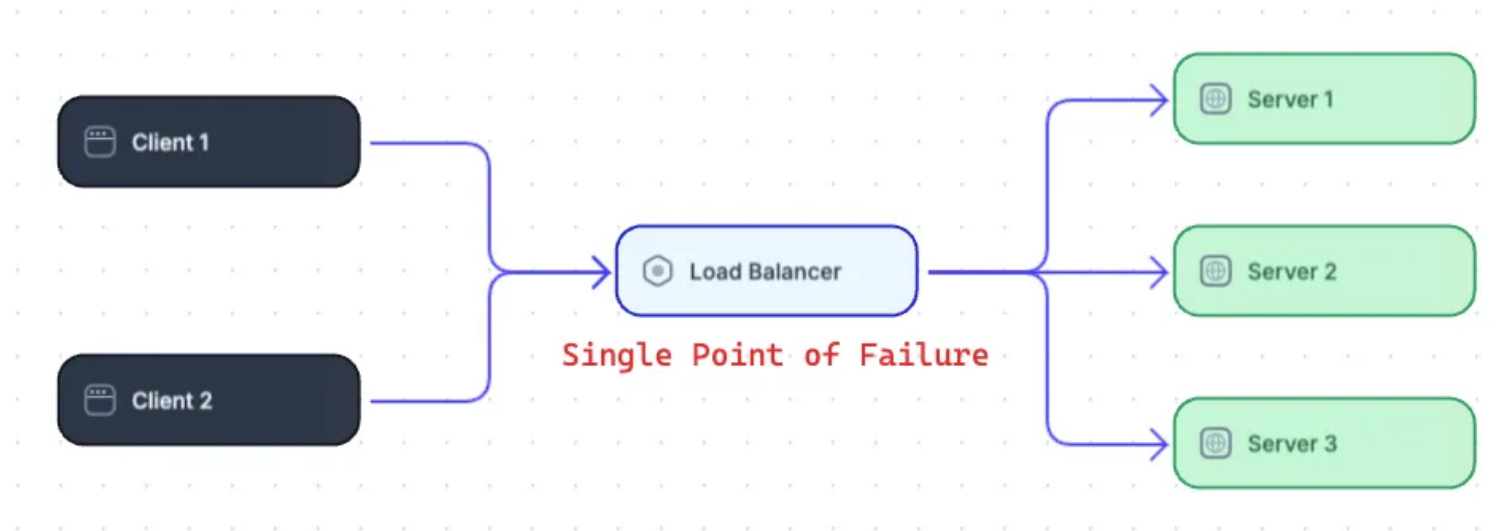 Client 1
Client 2
Load Balancer
Single Point of Failure
Server 1
Server 2
Server 3